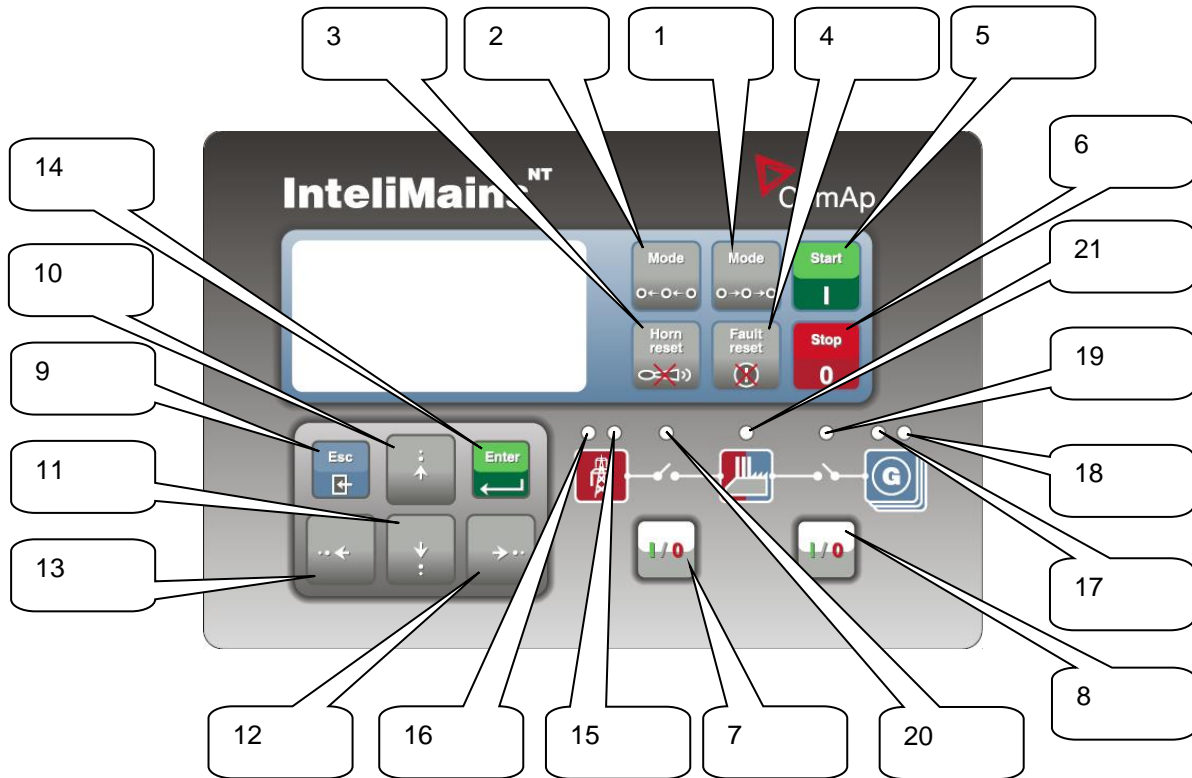 3 2 1 4 5
6
14
InteliMains NT
ComAp
10
21
Mode Mode Start
I
Horn reset Fault reset Stop
0
19
9
Esc Enter
18
11
G
13
I/0 I/0
17
8
12 16 15 7 20